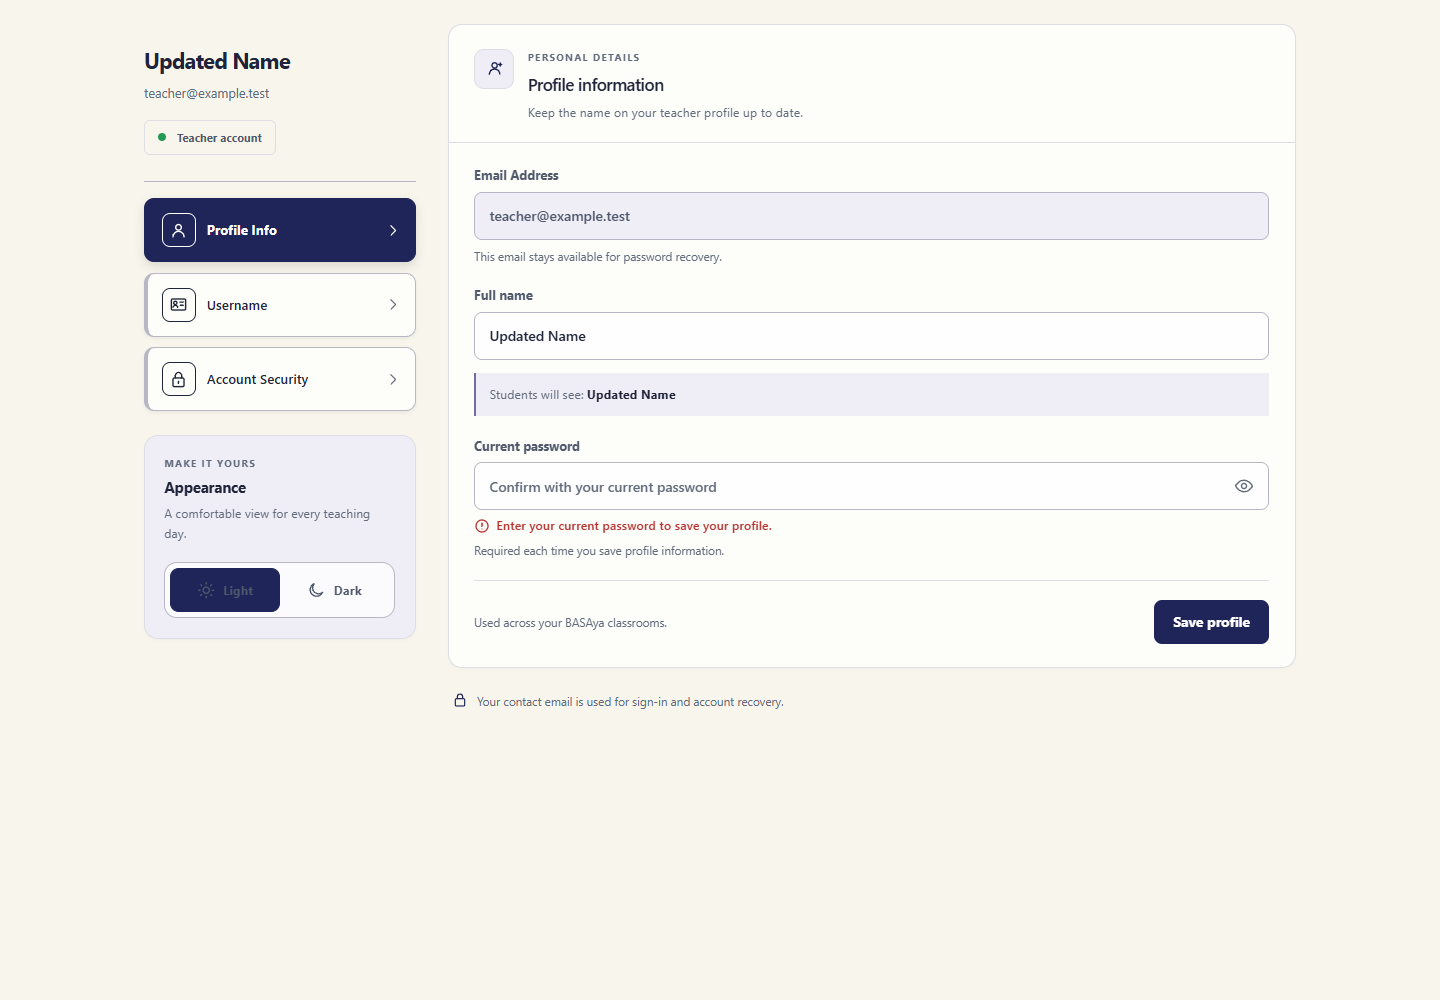 Updated Name
teacher@example.test
Teacher account
Profile Info
Username
Account Security
MAKE IT YOURS
Appearance
A comfortable view for every teaching
day.
Light
Dark
PERSONAL DETAILS
Profile information
Keep the name on your teacher profile up to date.
Email Address
teacher@example.test
This email stays available for password recovery.
Full name
Updated Name
Students will see: Updated Name
Current password
Confirm with your current password
Enter your current password to save your profile.
Required each time you save profile information.
Used across your BASAya classrooms.
Save profile
Your contact email is used for sign-in and account recovery.